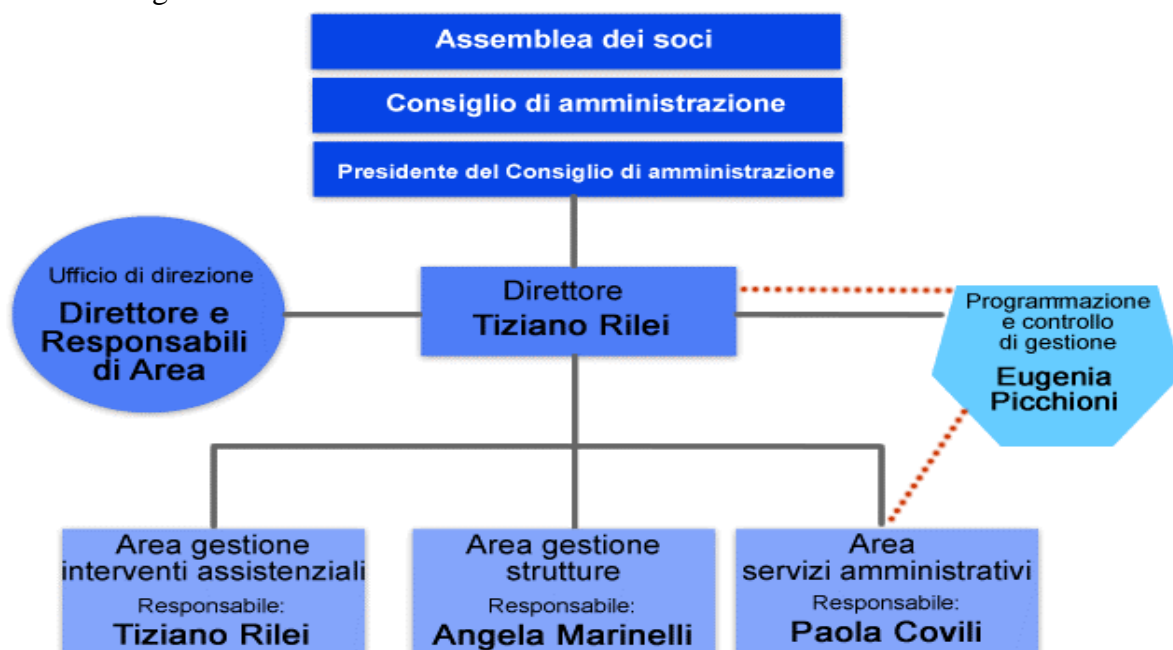 Assemblea dei soci
Consiglio di amministrazione
Presidente del Consiglio di amministrazione
Ufficio di direzione
Direttore e
Responsabili
di Area
Direttore
Tiziano Rilei
Programmazione
e controllo
di gestione
Eugenia
Picchioni
Area gestione
interventi assistenziali
Responsabile:
Tiziano Rilei
Area gestione
strutture
Responsabile:
Angela Marinelli
Area
servizi amministrativi
Responsabile:
Paola Covili